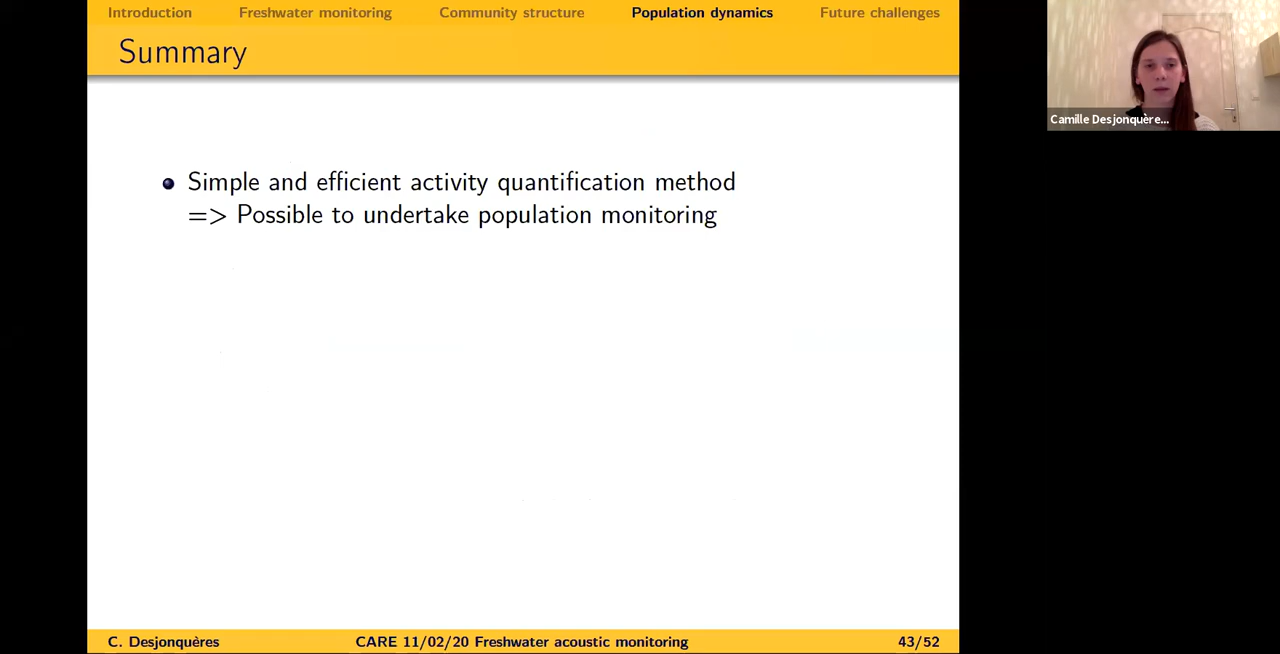 Introduction Freshwater monitoring Community structure Population dynamics Future challenges
Summary
Camille Desjonquère...
Simple and efficient activity quantification method
=> Possible to undertake population monitoring
C. Desjonquères CARE 11/02/20 Freshwater acoustic monitoring 43/52